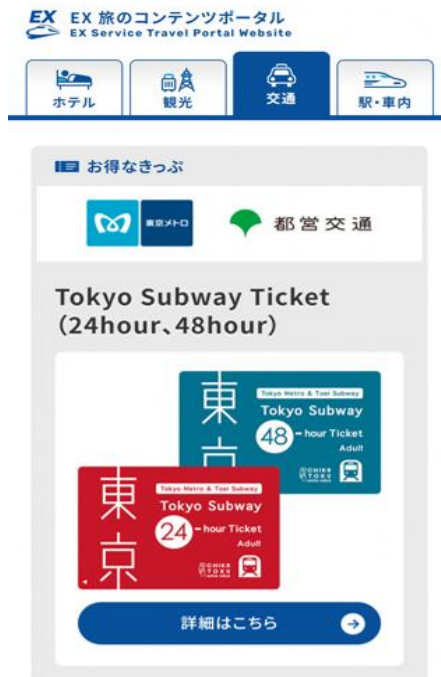 EX EX 旅のコンテンツポータル
EX Service Travel Portal Website
ホテル
観光
交通
駅・車内
お得なきっぷ
東京メトロ
都営交通
Tokyo Subway Ticket
(24hour、48hour)
東京
Tokyo Metro & Toei Subway
Tokyo Subway
48-hour Ticket
Adult
東京
Tokyo Metro & Toei Subway
Tokyo Subway
24-hour Ticket
Adult
詳細はこちら